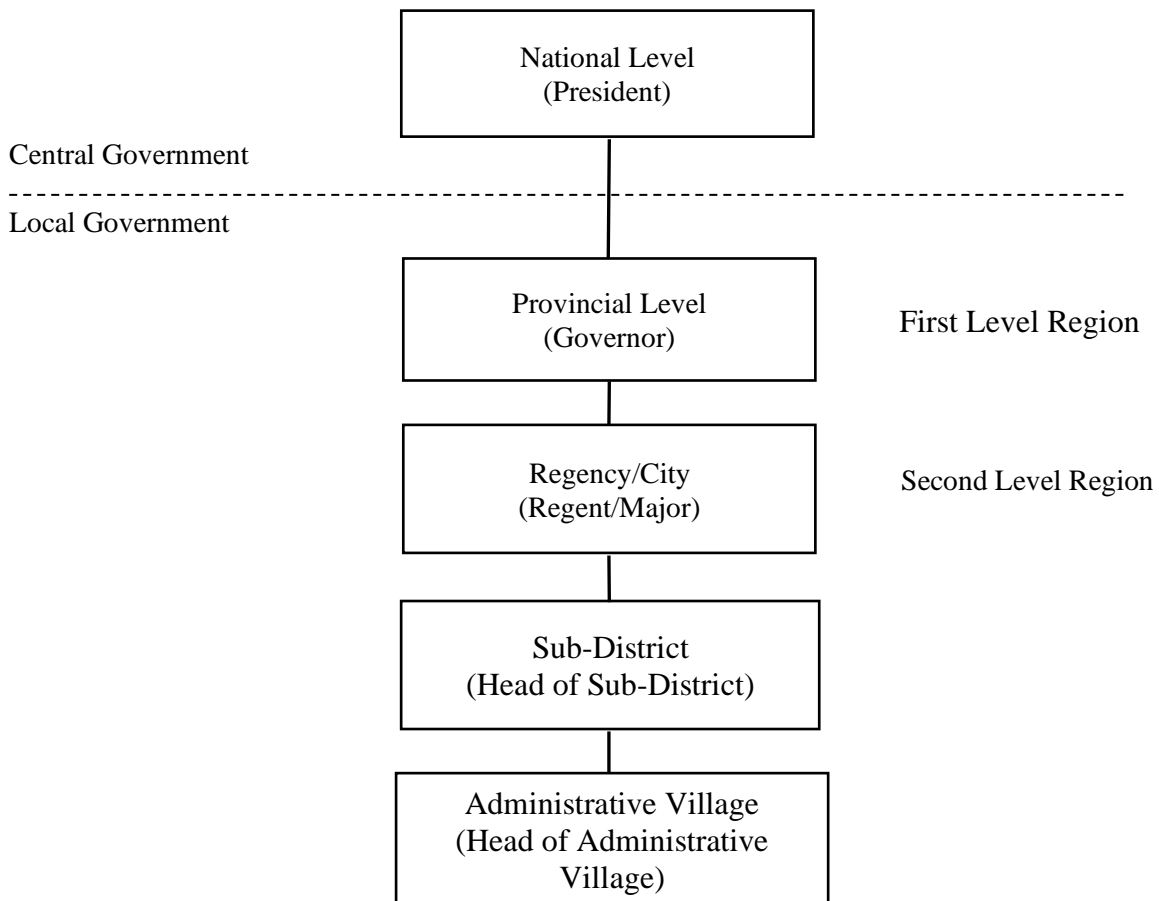 National Level
(President)
Central Government
Local Government
Provincial Level
(Governor)
First Level Region
Regency/City
(Regent/Major)
Second Level Region
Sub-District
(Head of Sub-District)
Administrative Village
(Head of Administrative
Village)